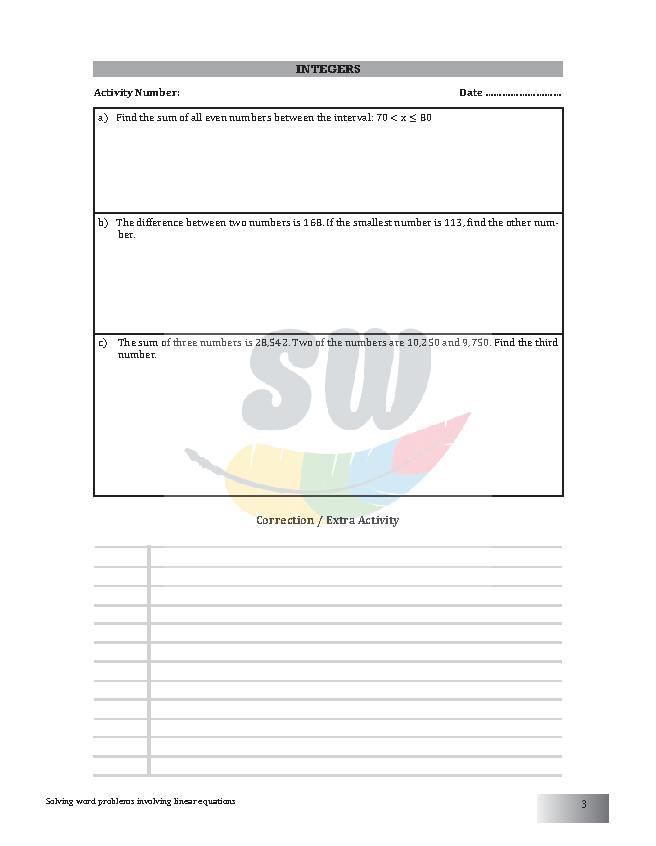 INTEGERS
Activity Number:
Date ...........................
a) Find the sum of all even numbers between the interval: 70 < x ≤ 80
b) The difference between two numbers is 168. If the smallest number is 113, find the other num-
ber.
SW
c) The sum of three numbers is 28,542. Two of the numbers are 10,250 and 9,750. Find the third
number.
Correction / Extra Activity
Solving word problems involving linear equations
3